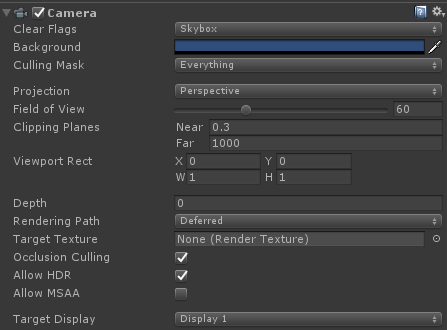 Camera
Clear Flags Skybox
Background
Culling Mask Everything
Projection Perspective
Field of View 60
Clipping Planes Near 0.3
Far 1000
Viewport Rect X 0 Y 0
W 1 H 1
Depth 0
Rendering Path Deferred
Target Texture None (Render Texture)
Occlusion Culling
Allow HDR
Allow MSAA
Target Display Display 1